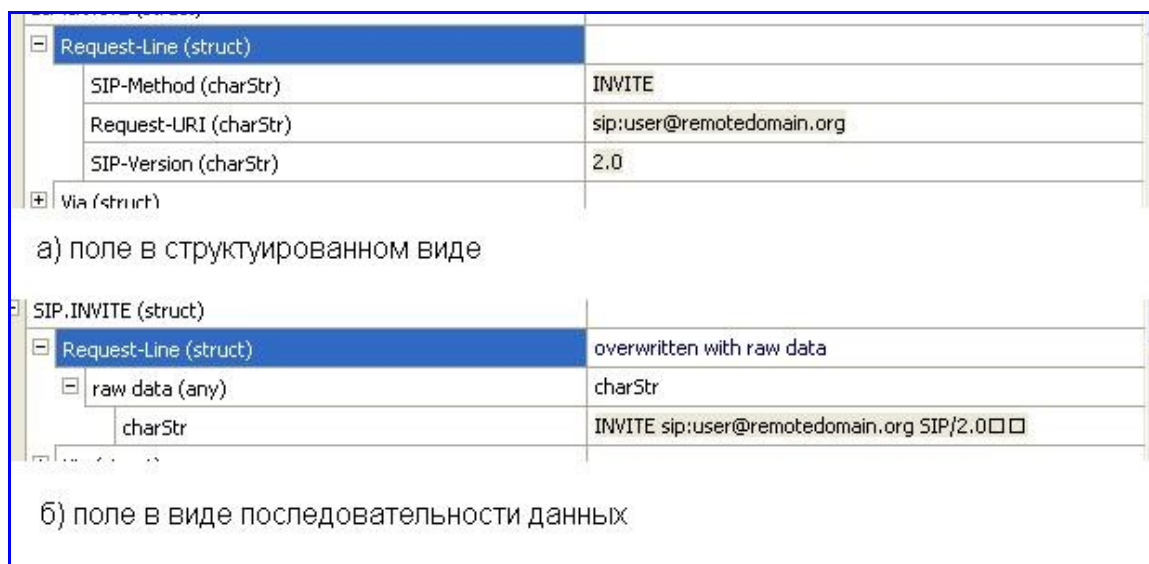 Request-Line (struct)
SIP-Method (charStr) INVITE
Request-URI (charStr) sip:user@remotedomain.org
SIP-Version (charStr) 2.0
Via (struct)
а) поле в структуированном виде
SIP.INVITE (struct)
Request-Line (struct) overwritten with raw data
raw data (any) charStr
charStr INVITE sip:user@remotedomain.org SIP/2.0□□
б) поле в виде последовательности данных